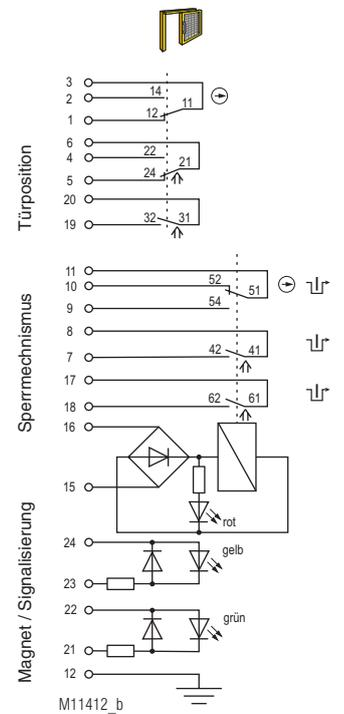 Türposition
3
2 14
11
1 12
6
4 22
21
5 24
20
19 32 31
Sperrmechnismus
11
10 52
51
9 54
8
7 42 41
17
18 62 61
Magnet / Signalisierung
16
15
rot
24
gelb
23
22
grün
21
12
M11412_b